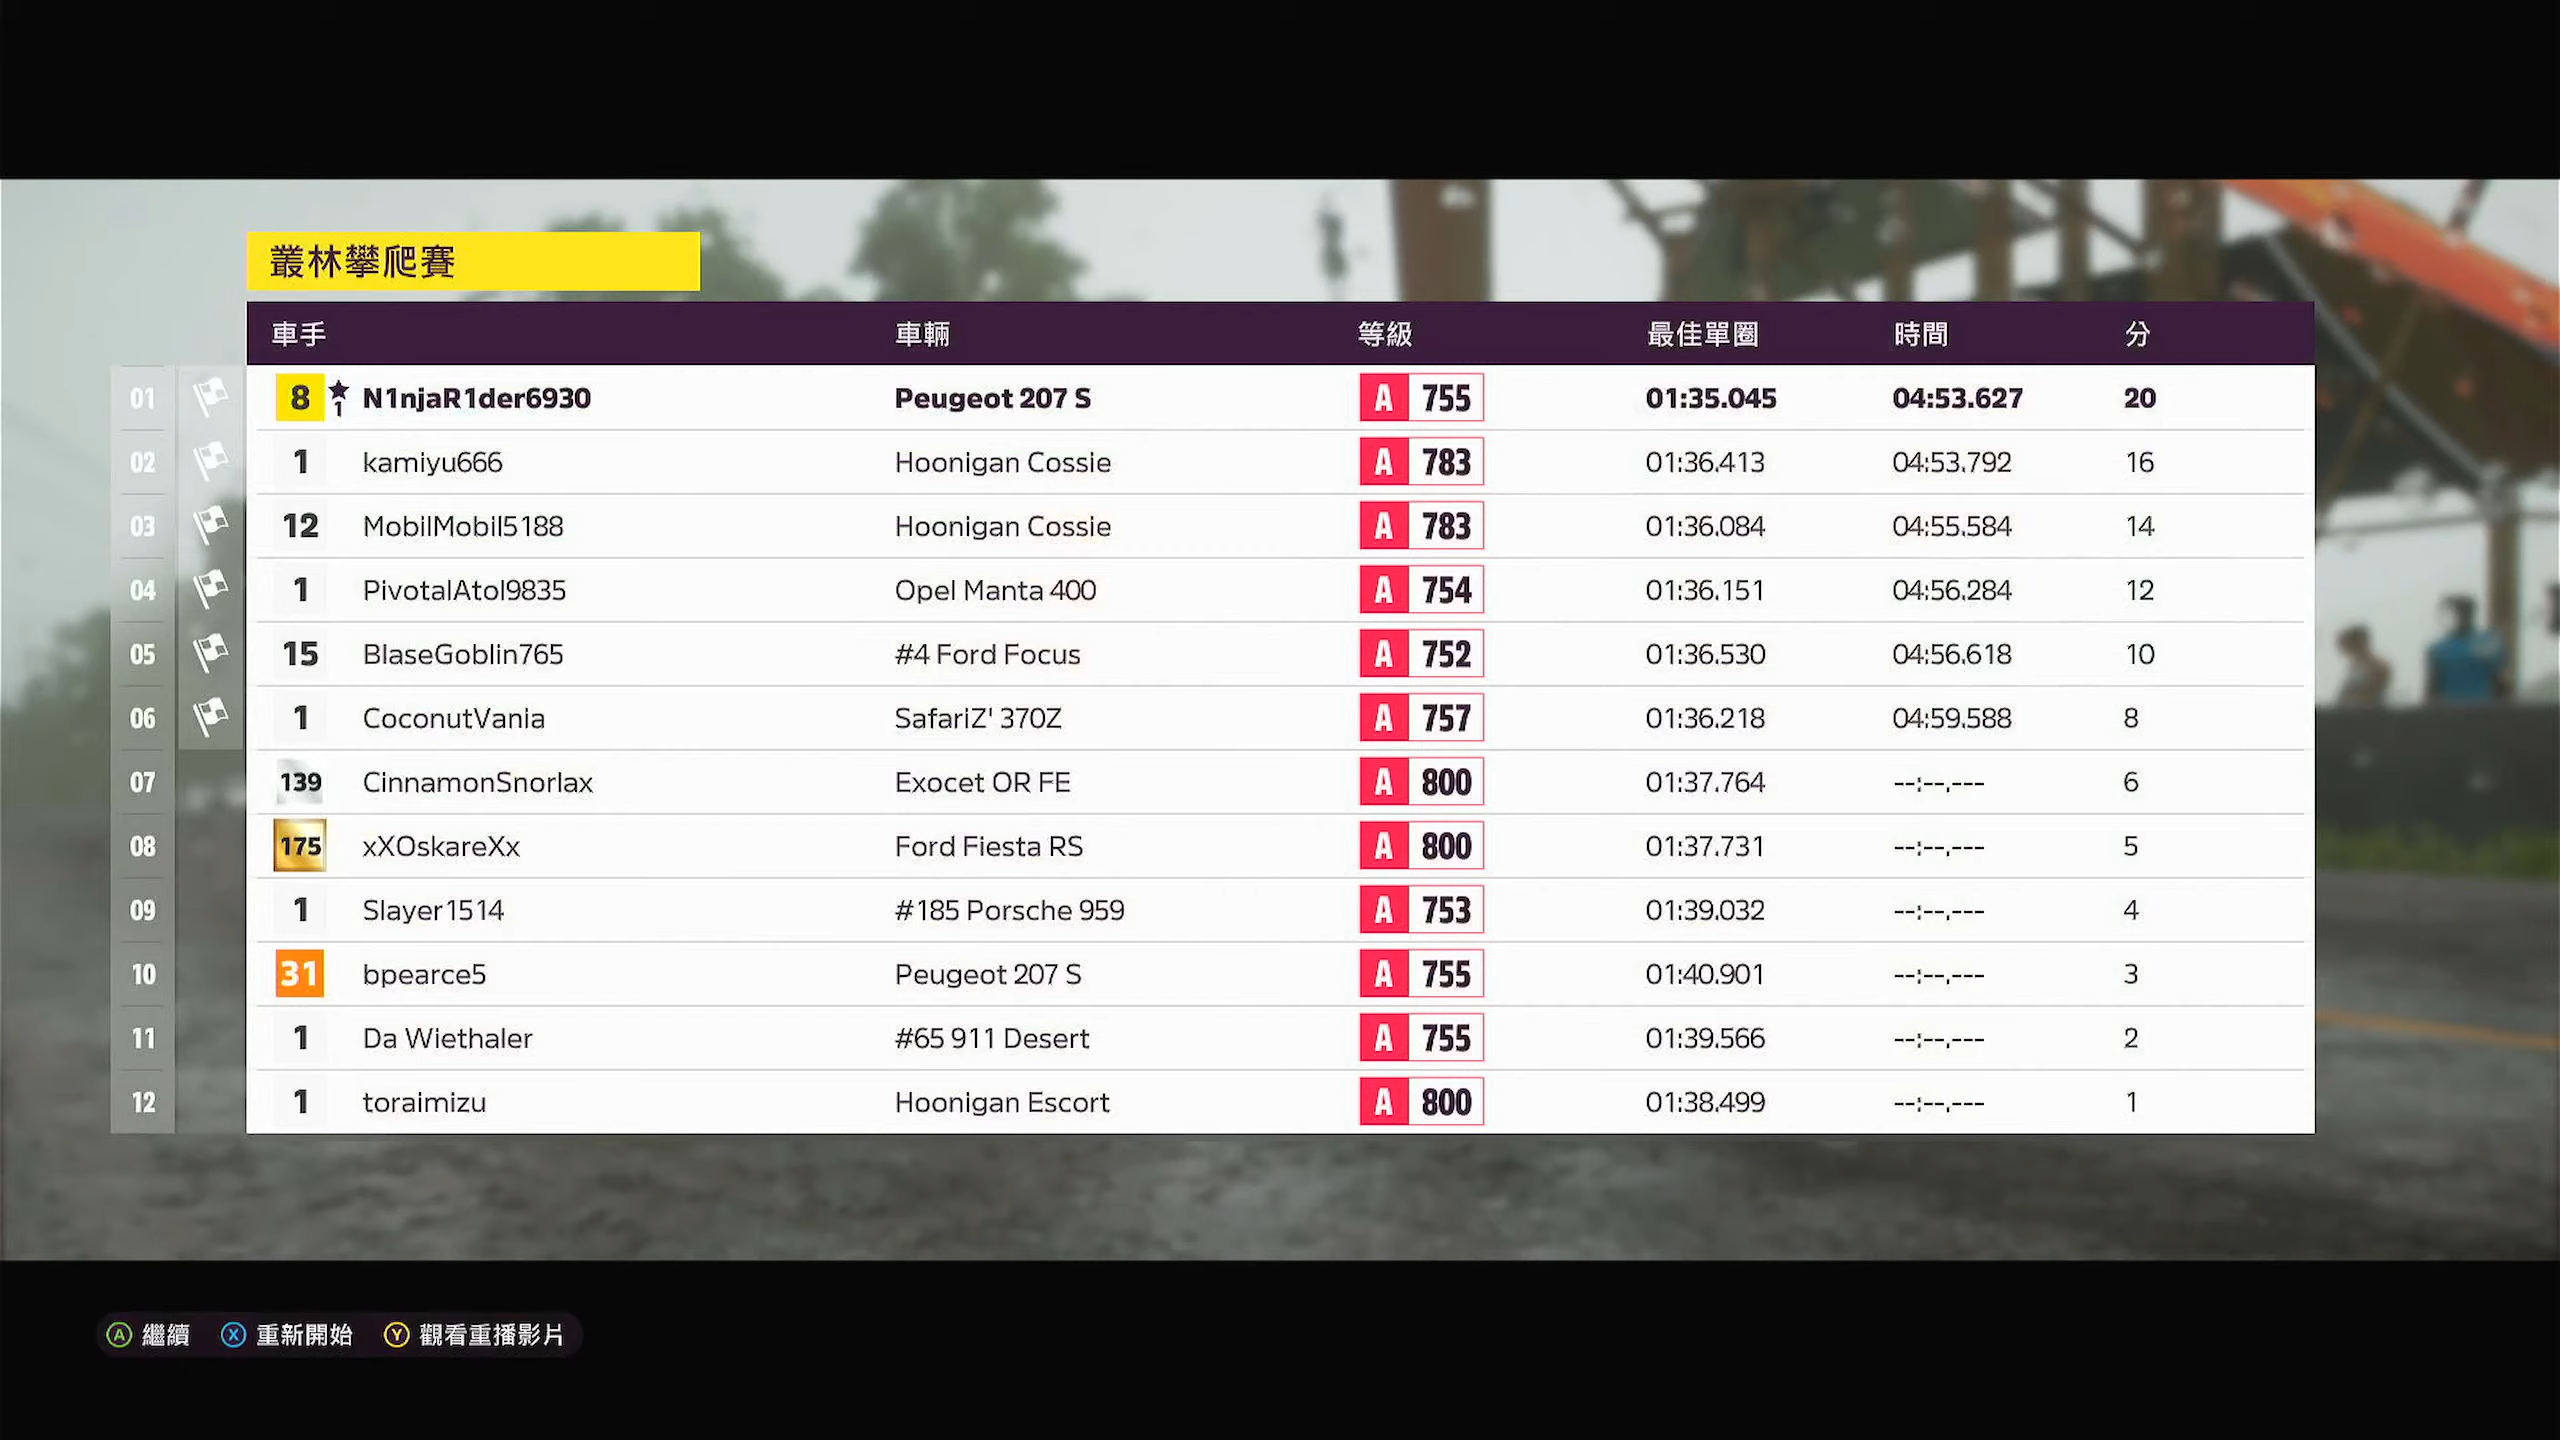 叢林攀爬賽
車手 車輛 等級 最佳單圈 時間 分
01 8 1 N1njaR1der6930 Peugeot 207 S A 755 01:35.045 04:53.627 20
02 1 kamiyu666 Hoonigan Cossie A 783 01:36.413 04:53.792 16
03 12 MobilMobil5188 Hoonigan Cossie A 783 01:36.084 04:55.584 14
04 1 PivotalAtol9835 Opel Manta 400 A 754 01:36.151 04:56.284 12
05 15 BlaseGoblin765 #4 Ford Focus A 752 01:36.530 04:56.618 10
06 1 CoconutVania SafariZ' 370Z A 757 01:36.218 04:59.588 8
07 139 CinnamonSnorlax Exocet OR FE A 800 01:37.764 --:--.--- 6
08 175 xXOskareXx Ford Fiesta RS A 800 01:37.731 --:--.--- 5
09 1 Slayer1514 #185 Porsche 959 A 753 01:39.032 --:--.--- 4
10 31 bpearce5 Peugeot 207 S A 755 01:40.901 --:--.--- 3
11 1 Da Wiethaler #65 911 Desert A 755 01:39.566 --:--.--- 2
12 1 toraimizu Hoonigan Escort A 800 01:38.499 --:--.--- 1
A 繼續 X 重新開始 Y 觀看重播影片